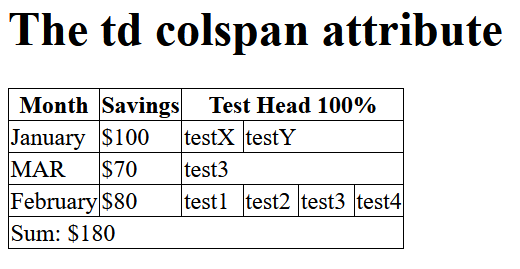 The td colspan attribute
Month Savings Test Head 100%
January $100 testX testY
MAR $70 test3
February $80 test1 test2 test3 test4
Sum: $180